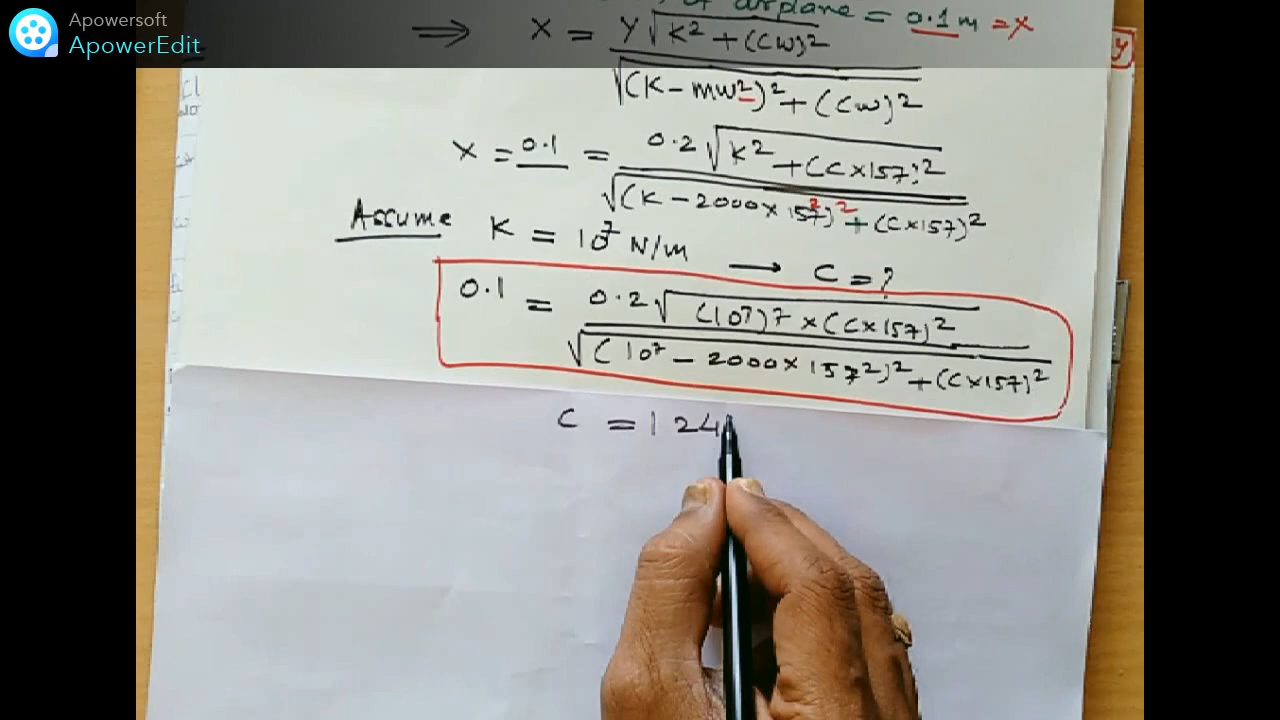 Apowersoft
ApowerEdit
of airplane = 0.1 m = X
⇒ X = Y√K² + (Cω)²
√(K - mω²)² + (Cω)²
y
X = 0.1 = 0.2 √K² + (C×157)²
√(K - 2000×157²)² + (C×157)²
Assume K = 10⁷ N/m
→ C = ?
0.1 = 0.2 √(10⁷)⁷ × (C×157)²
√(10⁷ - 2000×157²)² + (C×157)²
C = 124